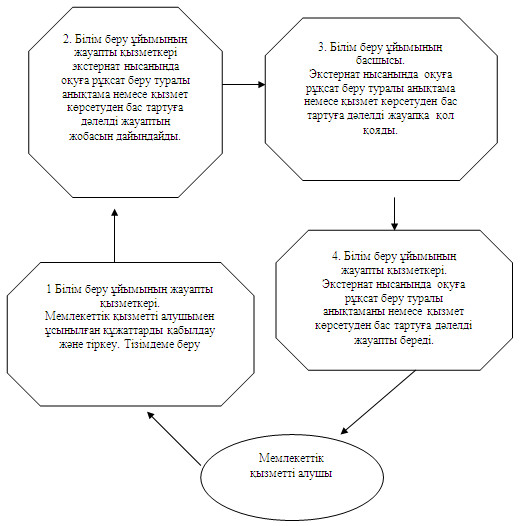 2. Білім беру ұйымының
жауапты қызметкері
экстернат нысанында
оқуға рұқсат беру туралы
анықтама немесе қызмет
көрсетуден бас тартуға
дәлелді жауаптын
жобасын дайындайды.
3. Білім беру ұйымының
басшысы.
Экстернат нысанында оқуға
рұқсат беру туралы анықтама
немесе қызмет көрсетуден бас
тартуға дәлелді жауапқа қол
қояды.
4. Білім беру ұйымының
жауапты қызметкері.
Экстернат нысанында оқуға
рұқсат беру туралы
анықтаманы немесе қызмет
көрсетуден бас тартуға дәлелді
жауапты береді.
1 Білім беру ұйымының жауапты
қызметкері.
Мемлекеттік қызметті алушымен
ұсынылған құжаттарды қабылдау
және тіркеу. Тізімдеме беру
Мемлекеттік
қызметті алушы